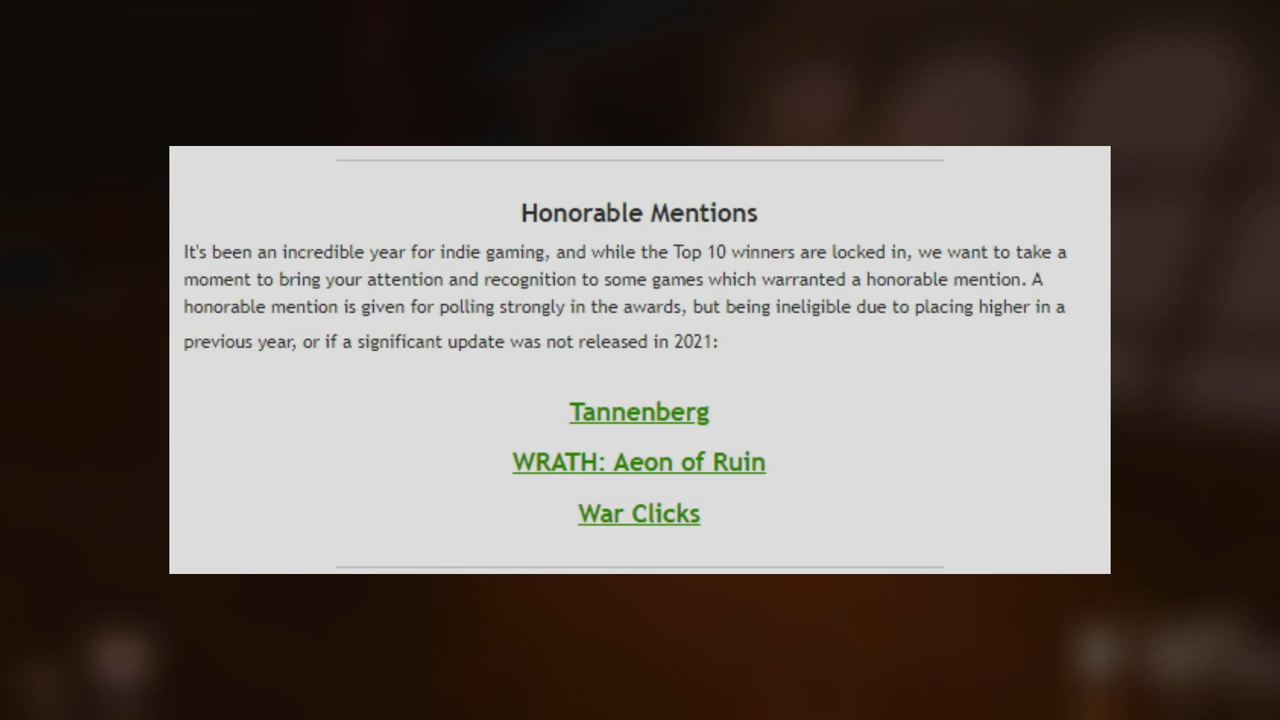 Honorable Mentions
It's been an incredible year for indie gaming, and while the Top 10 winners are locked in, we want to take a
moment to bring your attention and recognition to some games which warranted a honorable mention. A
honorable mention is given for polling strongly in the awards, but being ineligible due to placing higher in a
previous year, or if a significant update was not released in 2021:
Tannenberg
WRATH: Aeon of Ruin
War Clicks